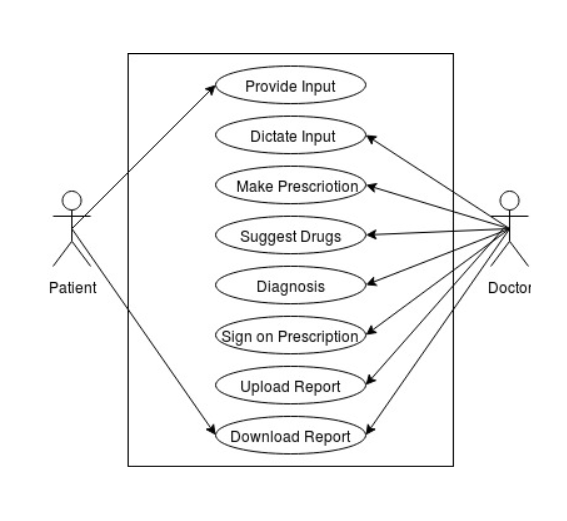 Provide Input
Dictate Input
Make Prescriotion
Suggest Drugs
Patient
Diagnosis
Doctor
Sign on Prescription
Upload Report
Download Report